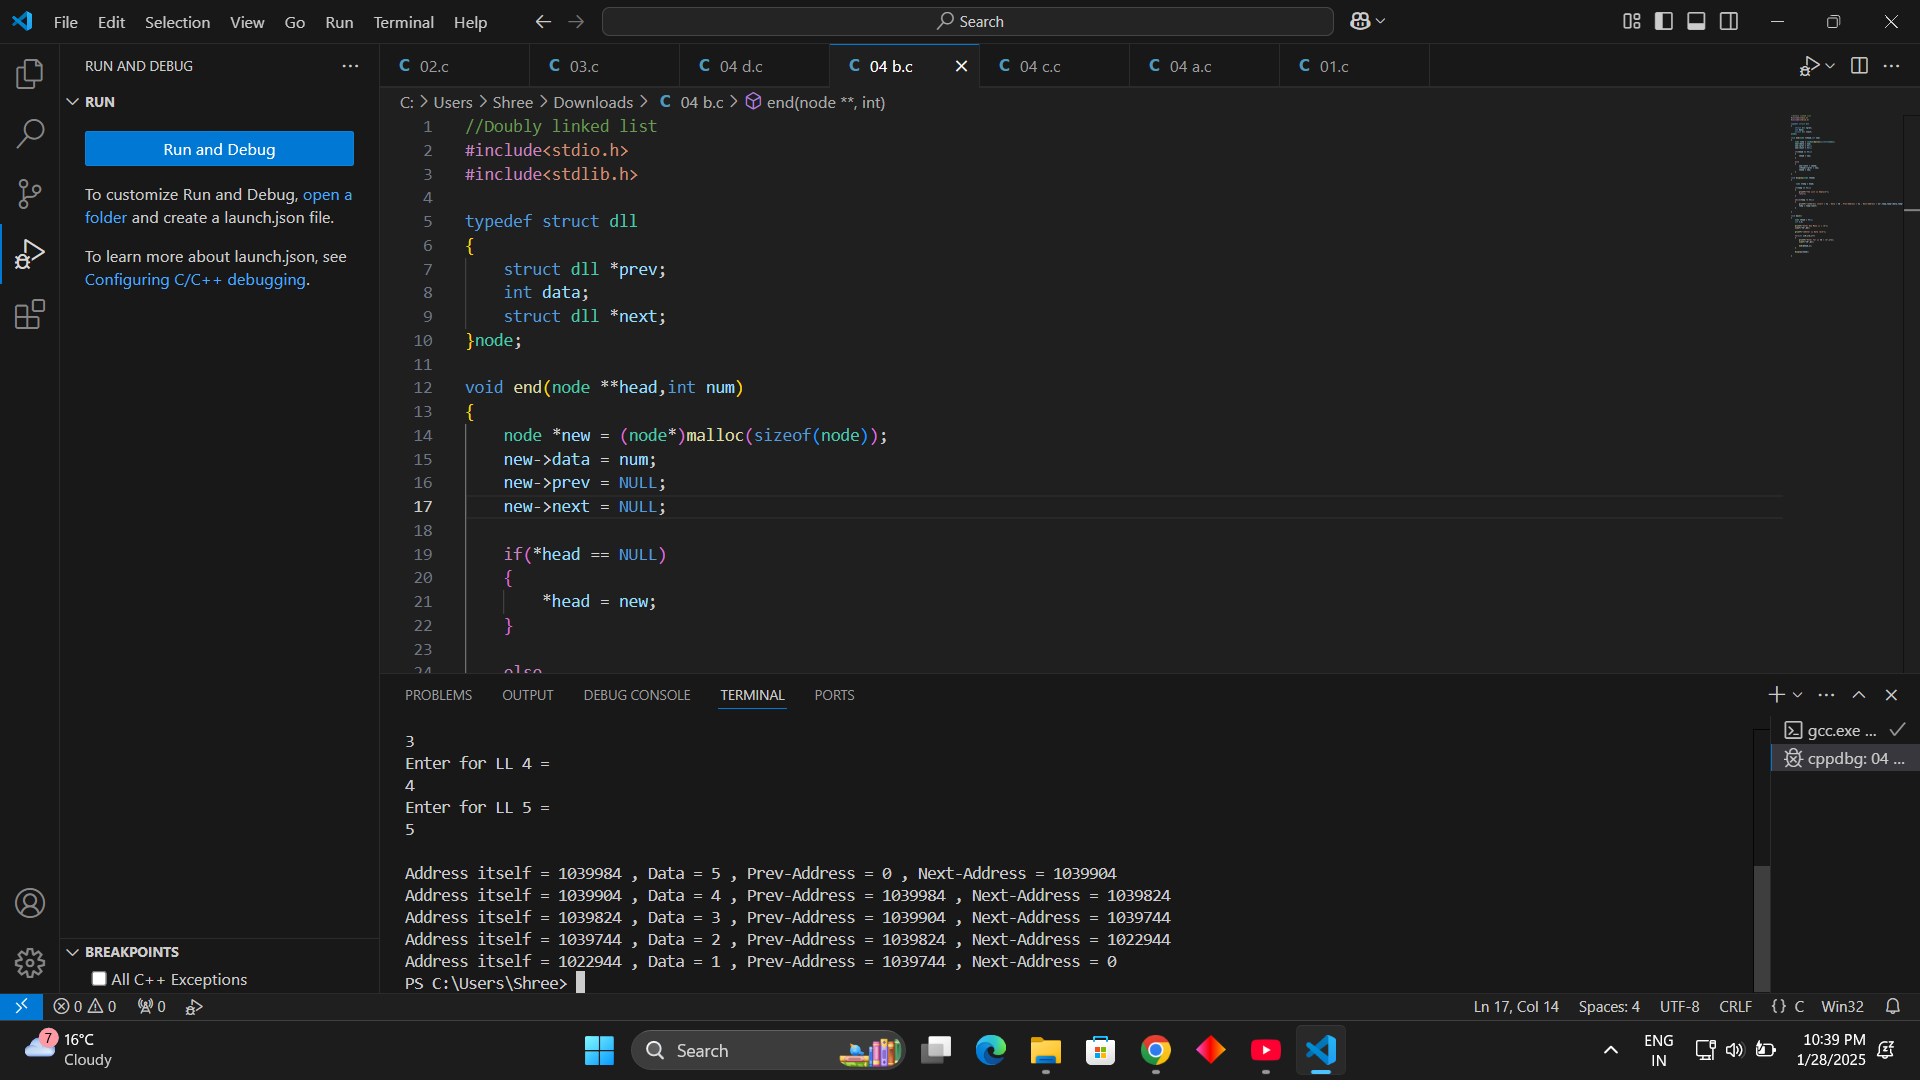 File Edit Selection View Go Run Terminal Help
Search
RUN AND DEBUG
RUN
Run and Debug
To customize Run and Debug, open a
folder and create a launch.json file.
To learn more about launch.json, see
Configuring C/C++ debugging.
BREAKPOINTS
All C++ Exceptions
02.c 03.c 04 d.c 04 b.c 04 c.c 04 a.c 01.c
C: > Users > Shree > Downloads > C 04 b.c > end(node **, int)
1 //Doubly linked list
2 #include<stdio.h>
3 #include<stdlib.h>
4
5 typedef struct dll
6 {
7 struct dll *prev;
8 int data;
9 struct dll *next;
10 }node;
11
12 void end(node **head,int num)
13 {
14 node *new = (node*)malloc(sizeof(node));
15 new->data = num;
16 new->prev = NULL;
17 new->next = NULL;
18
19 if(*head == NULL)
20 {
21 *head = new;
22 }
23
24 else
PROBLEMS OUTPUT DEBUG CONSOLE TERMINAL PORTS
3
Enter for LL 4 =
4
Enter for LL 5 =
5
Address itself = 1039984 , Data = 5 , Prev-Address = 0 , Next-Address = 1039904
Address itself = 1039904 , Data = 4 , Prev-Address = 1039984 , Next-Address = 1039824
Address itself = 1039824 , Data = 3 , Prev-Address = 1039904 , Next-Address = 1039744
Address itself = 1039744 , Data = 2 , Prev-Address = 1039824 , Next-Address = 1022944
Address itself = 1022944 , Data = 1 , Prev-Address = 1039744 , Next-Address = 0
PS C:\Users\Shree>
gcc.exe ...
cppdbg: 04 ...
0 0 0
Ln 17, Col 14 Spaces: 4 UTF-8 CRLF {} C Win32
7
16°C
Cloudy
Search
ENG
IN
10:39 PM
1/28/2025